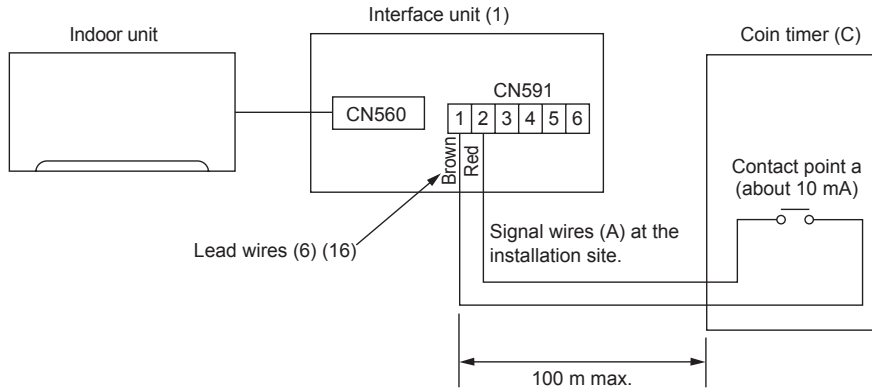 Interface unit (1)
Indoor unit
Coin timer (C)
CN591
CN560
1 2 3 4 5 6
Brown
Red
Contact point a
(about 10 mA)
Signal wires (A) at the
installation site.
Lead wires (6) (16)
100 m max.